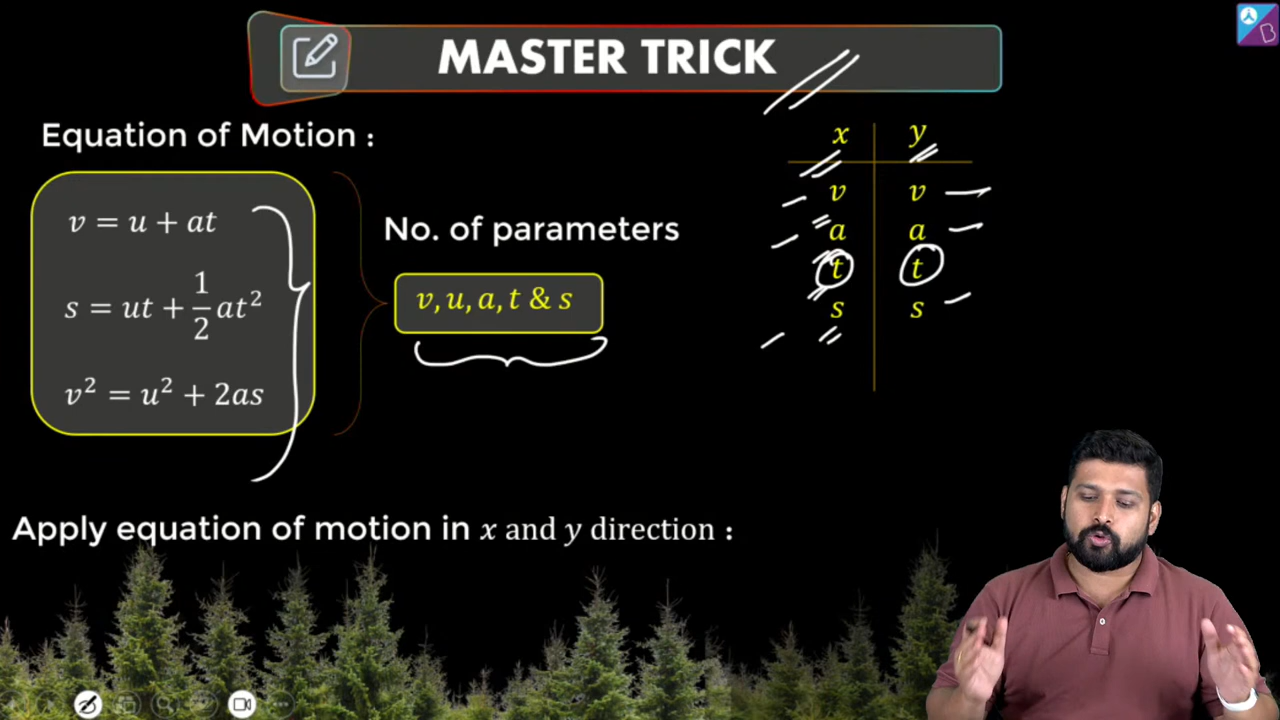 MASTER TRICK
Equation of Motion :
v = u + at
s = ut + \frac{1}{2}at²
v² = u² + 2as
No. of parameters
v, u, a, t & s
x y
v v
a a
t t
s s
Apply equation of motion in x and y direction :
B